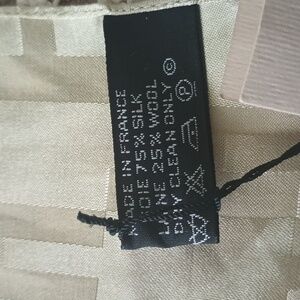 MADE IN FRANCE
SOIE 75% SILK
LAINE 25% WOOL
DRY CLEAN ONLY ©
P